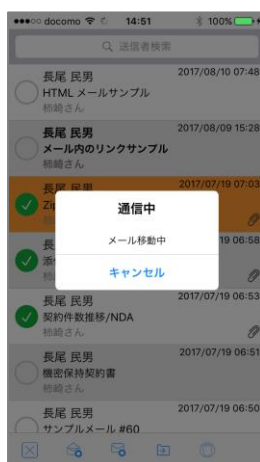 docomo 14:51 100%
送信者検索
長尾 民男 2017/08/10 07:48
HTML メールサンプル
柿崎さん
長尾 民男 2017/08/09 15:28
メール内のリンクサンプル
柿崎さん
長尾 民男 2017/07/19 07:03
Zip
通信中
メール移動中
キャンセル
長 19 06:58
添
長尾 民男 2017/07/19 06:53
契約件数推移/NDA
柿崎さん
長尾 民男 2017/07/19 06:51
機密保持契約書
柿崎さん
長尾 民男 2017/07/19 06:50
サンプルメール #60